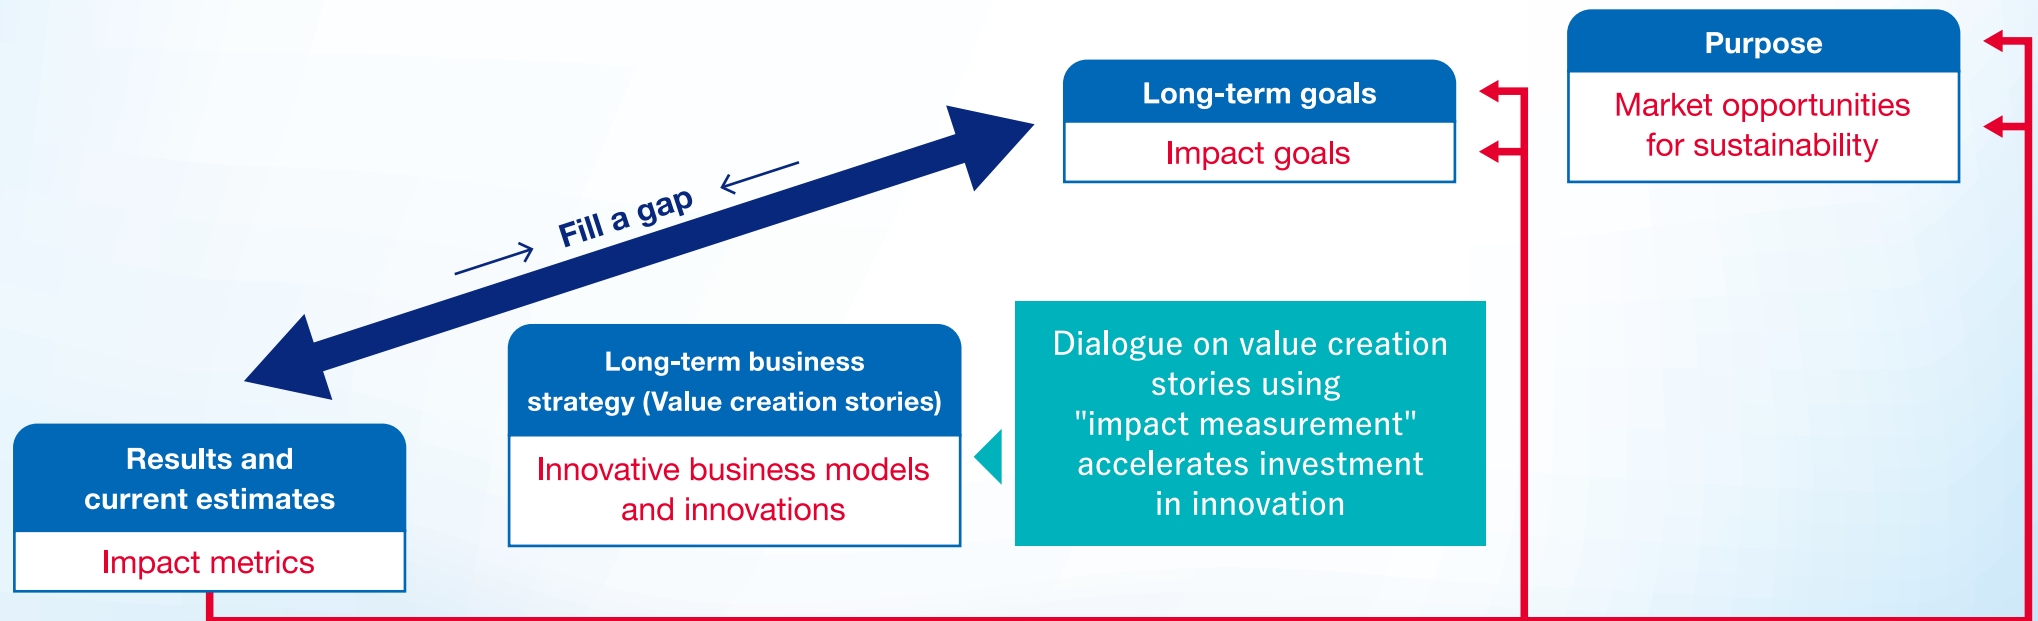 Purpose
Market opportunities
for sustainability
Long-term goals
Impact goals
Fill a gap
Long-term business
strategy (Value creation stories)
Innovative business models
and innovations
Dialogue on value creation
stories using
"impact measurement"
accelerates investment
in innovation
Results and
current estimates
Impact metrics